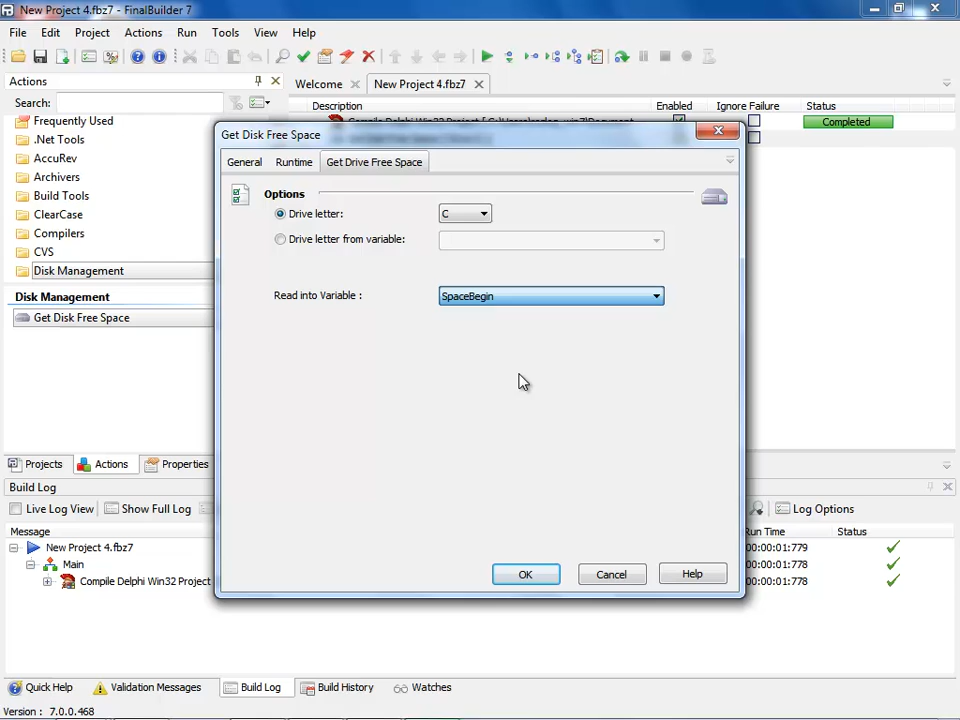 New Project 4.fbz7 - FinalBuilder 7
File Edit Project Actions Run Tools View Help
Actions
Welcome New Project 4.fbz7
Search:
Description Enabled Ignore Failure Status
Frequently Used
Compile Delphi Win32 Project Completed
.Net Tools
AccuRev
Archivers
Build Tools
ClearCase
Compilers
CVS
Disk Management
Disk Management
Get Disk Free Space
Get Disk Free Space
General Runtime Get Drive Free Space
Options
Drive letter: C
Drive letter from variable:
Read into Variable : SpaceBegin
OK Cancel Help
Projects Actions Properties
Build Log
Live Log View Show Full Log Log Options
Message Run Time Status
New Project 4.fbz7 00:00:01:779
Main 00:00:01:778
Compile Delphi Win32 Project 00:00:01:778
Quick Help Validation Messages Build Log Build History Watches
Version : 7.0.0.468